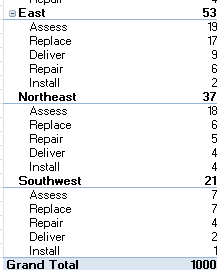 East 53
Assess 19
Replace 17
Deliver 9
Repair 6
Install 2
Northeast 37
Assess 18
Replace 6
Repair 5
Deliver 4
Install 4
Southwest 21
Assess 7
Replace 7
Repair 4
Deliver 2
Install 1
Grand Total 1000